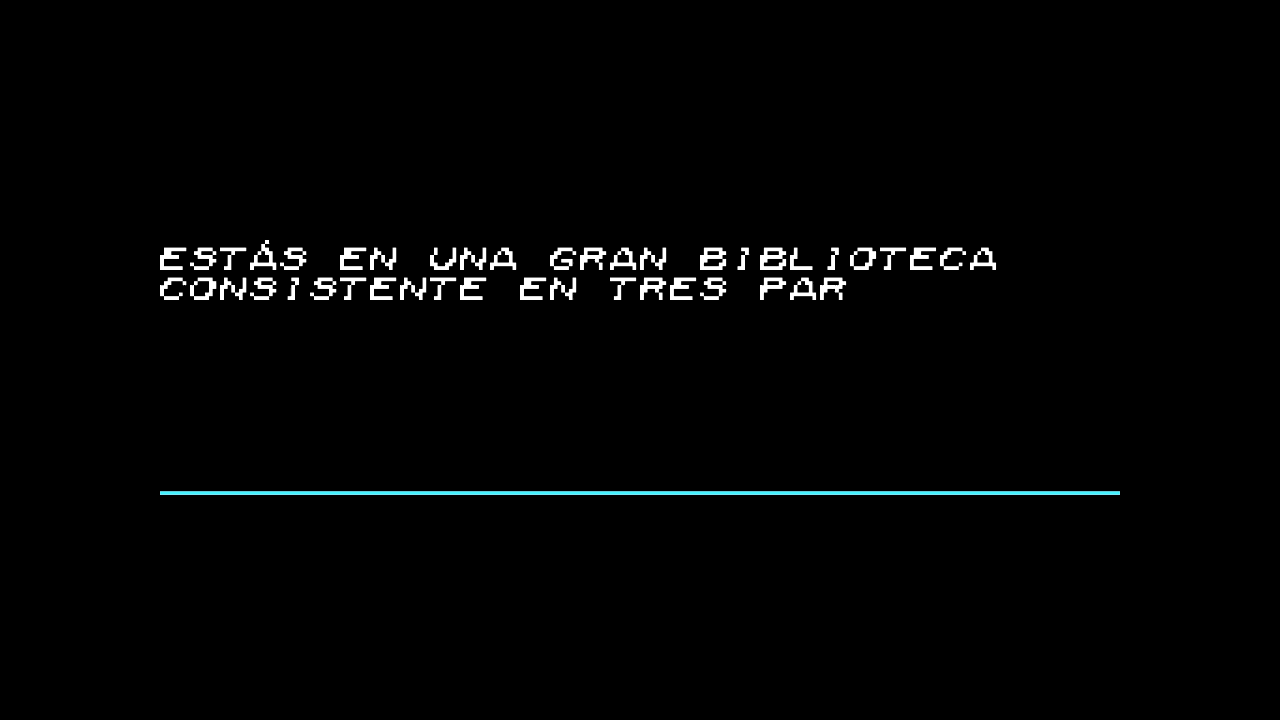 ESTÁS EN UNA GRAN BIBLIOTECA
CONSISTENTE EN TRES PAR